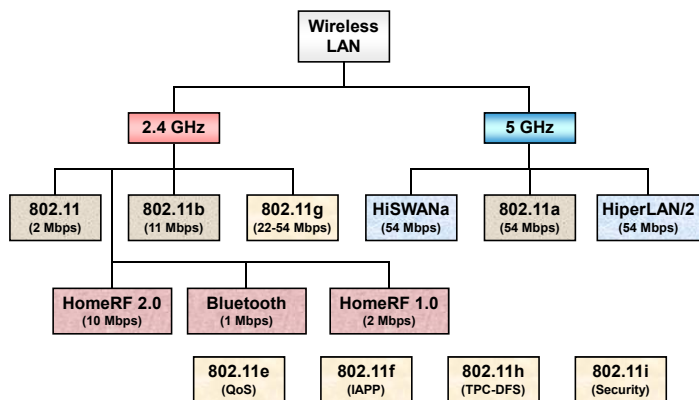 Wireless
LAN
2.4 GHz
5 GHz
802.11
(2 Mbps)
802.11b
(11 Mbps)
802.11g
(22-54 Mbps)
HiSWANa
(54 Mbps)
802.11a
(54 Mbps)
HiperLAN/2
(54 Mbps)
HomeRF 2.0
(10 Mbps)
Bluetooth
(1 Mbps)
HomeRF 1.0
(2 Mbps)
802.11e
(QoS)
802.11f
(IAPP)
802.11h
(TPC-DFS)
802.11i
(Security)